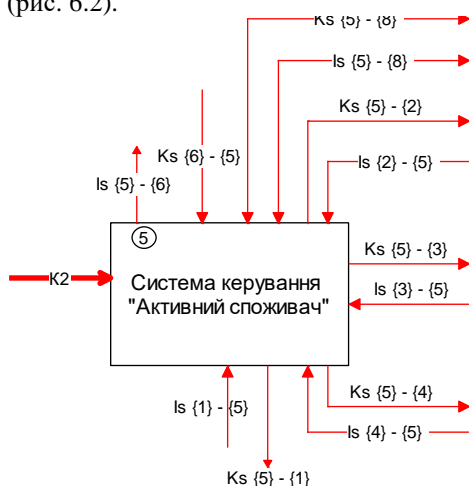 (рис. 6.2).
Ks {5} - {8}
Is {5} - {8}
Ks {5} - {2}
Ks {6} - {5}
Is {2} - {5}
Is {5} - {6}
5
Ks {5} - {3}
К2
Система керування
"Активний споживач"
Is {3} - {5}
Ks {5} - {4}
Is {1} - {5}
Is {4} - {5}
Ks {5} - {1}